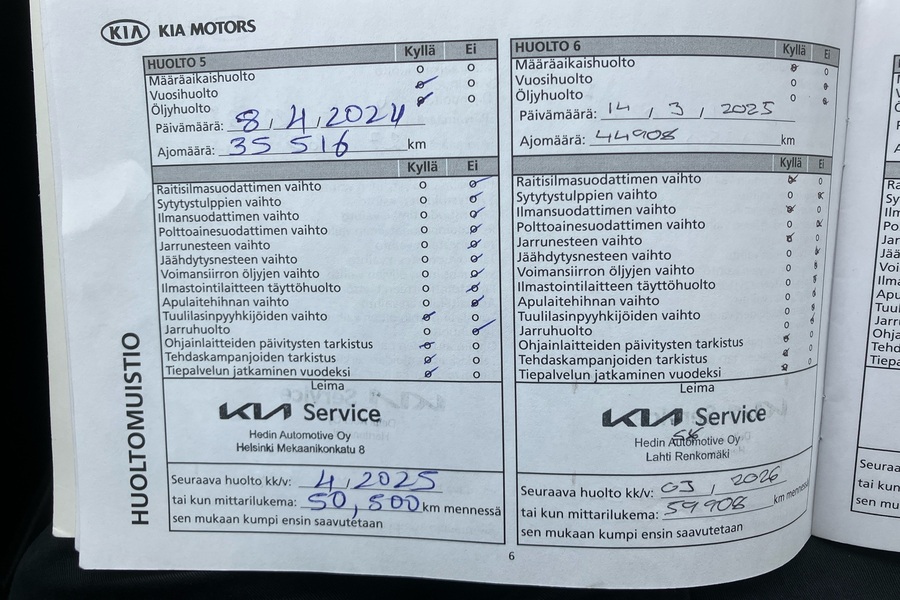 KIA KIA MOTORS
HUOLTO 5 Kyllä Ei
Määräaikaishuolto
Vuosihuolto
Öljyhuolto
Päivämäärä: 8, 4, 2024
Ajomäärä: 35 516 km
Kyllä Ei
Raitisilmasuodattimen vaihto
Sytytystulppien vaihto
Ilmansuodattimen vaihto
Polttoainesuodattimen vaihto
Jarrunesteen vaihto
Jäähdytysnesteen vaihto
Voimansiirron öljyjen vaihto
Ilmastointilaitteen täyttöhuolto
Apulaitehihnan vaihto
Tuulilasinpyyhkijöiden vaihto
Jarruhuolto
Ohjainlaitteiden päivitysten tarkistus
Tehdaskampanjoiden tarkistus
Tiepalvelun jatkaminen vuodeksi
Leima
KIA Service
Hedin Automotive Oy
Helsinki Mekaanikonkatu 8
Seuraava huolto kk/v: 4, 2025
tai kun mittarilukema: 50,500 km mennessä
sen mukaan kumpi ensin saavutetaan
HUOLTO 6 Kyllä Ei
Määräaikaishuolto
Vuosihuolto
Öljyhuolto
Päivämäärä: 14, 3, 2025
Ajomäärä: 44908 km
Kyllä Ei
Raitisilmasuodattimen vaihto
Sytytystulppien vaihto
Ilmansuodattimen vaihto
Polttoainesuodattimen vaihto
Jarrunesteen vaihto
Jäähdytysnesteen vaihto
Voimansiirron öljyjen vaihto
Ilmastointilaitteen täyttöhuolto
Apulaitehihnan vaihto
Tuulilasinpyyhkijöiden vaihto
Jarruhuolto
Ohjainlaitteiden päivitysten tarkistus
Tehdaskampanjoiden tarkistus
Tiepalvelun jatkaminen vuodeksi
Leima
KIA Service
Hedin Automotive Oy
Lahti Renkomäki
Seuraava huolto kk/v: 03, 2026
tai kun mittarilukema: 59908 km mennessä
sen mukaan kumpi ensin saavutetaan
HUOLTOMUISTIO
6